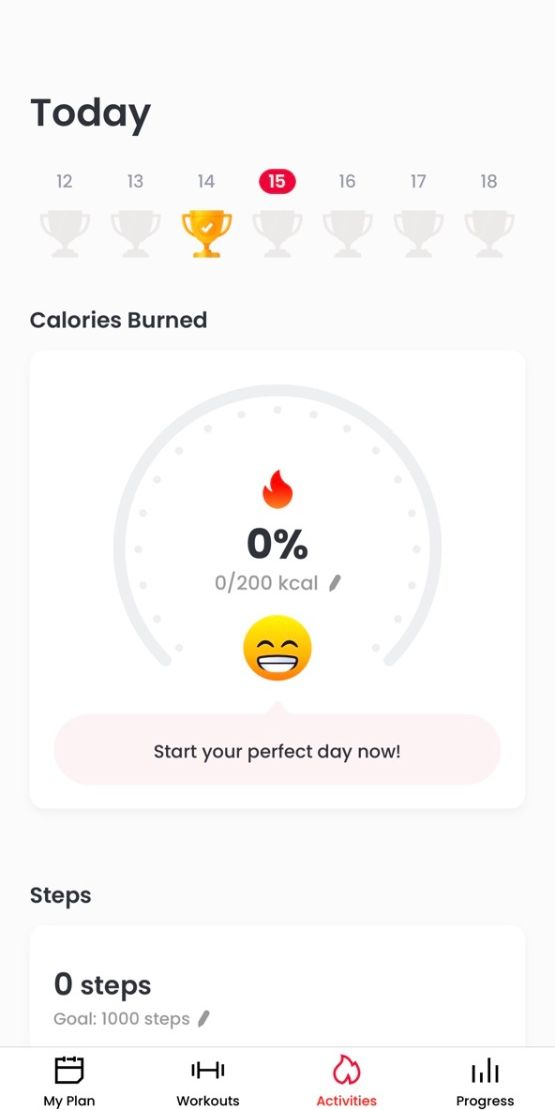 Today
12 13 14 15 16 17 18
Calories Burned
0%
0/200 kcal
Start your perfect day now!
Steps
0 steps
Goal: 1000 steps
My Plan Workouts Activities Progress